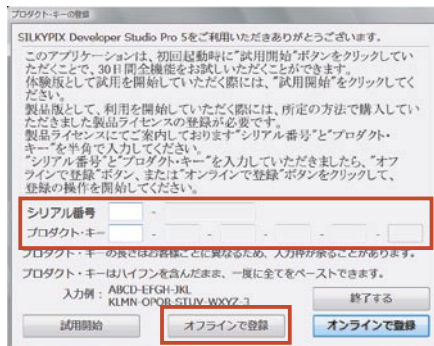 プロダクト・キーの登録
SILKYPIX Developer Studio Pro 5をご利用いただきありがとうございます。
このアプリケーションは、初回起動時に"試用開始"ボタンをクリックしてい
ただくことで、30日間全機能をお試しいただくことができます。
体験版として試用を開始していただく際には、"試用開始"をクリックしてく
ださい。
製品版として、利用を開始していただく際には、所定の方法で購入してい
ただきました製品ライセンスの登録が必要です。
製品ライセンスにてご案内しております"シリアル番号"と"プロダクト・
キー"を半角で入力してください。
"シリアル番号"と"プロダクト・キー"を入力していただきましたら、"オフ
ラインで登録"ボタン、または"オンラインで登録"ボタンをクリックして、
登録の操作を開始してください。
シリアル番号 -
プロダクト・キー - - - - -
プロダクト・キーの長さはお客様ごとに異なるため、入力枠が余ることがあります。
プロダクト・キーはハイフンを含んだまま、一度に全てをペーストできます。
入力例： ABCD-EFGH-JKL
KLMN-OPQR-STUV-WXYZ-3
終了する
試用開始 オフラインで登録 オンラインで登録